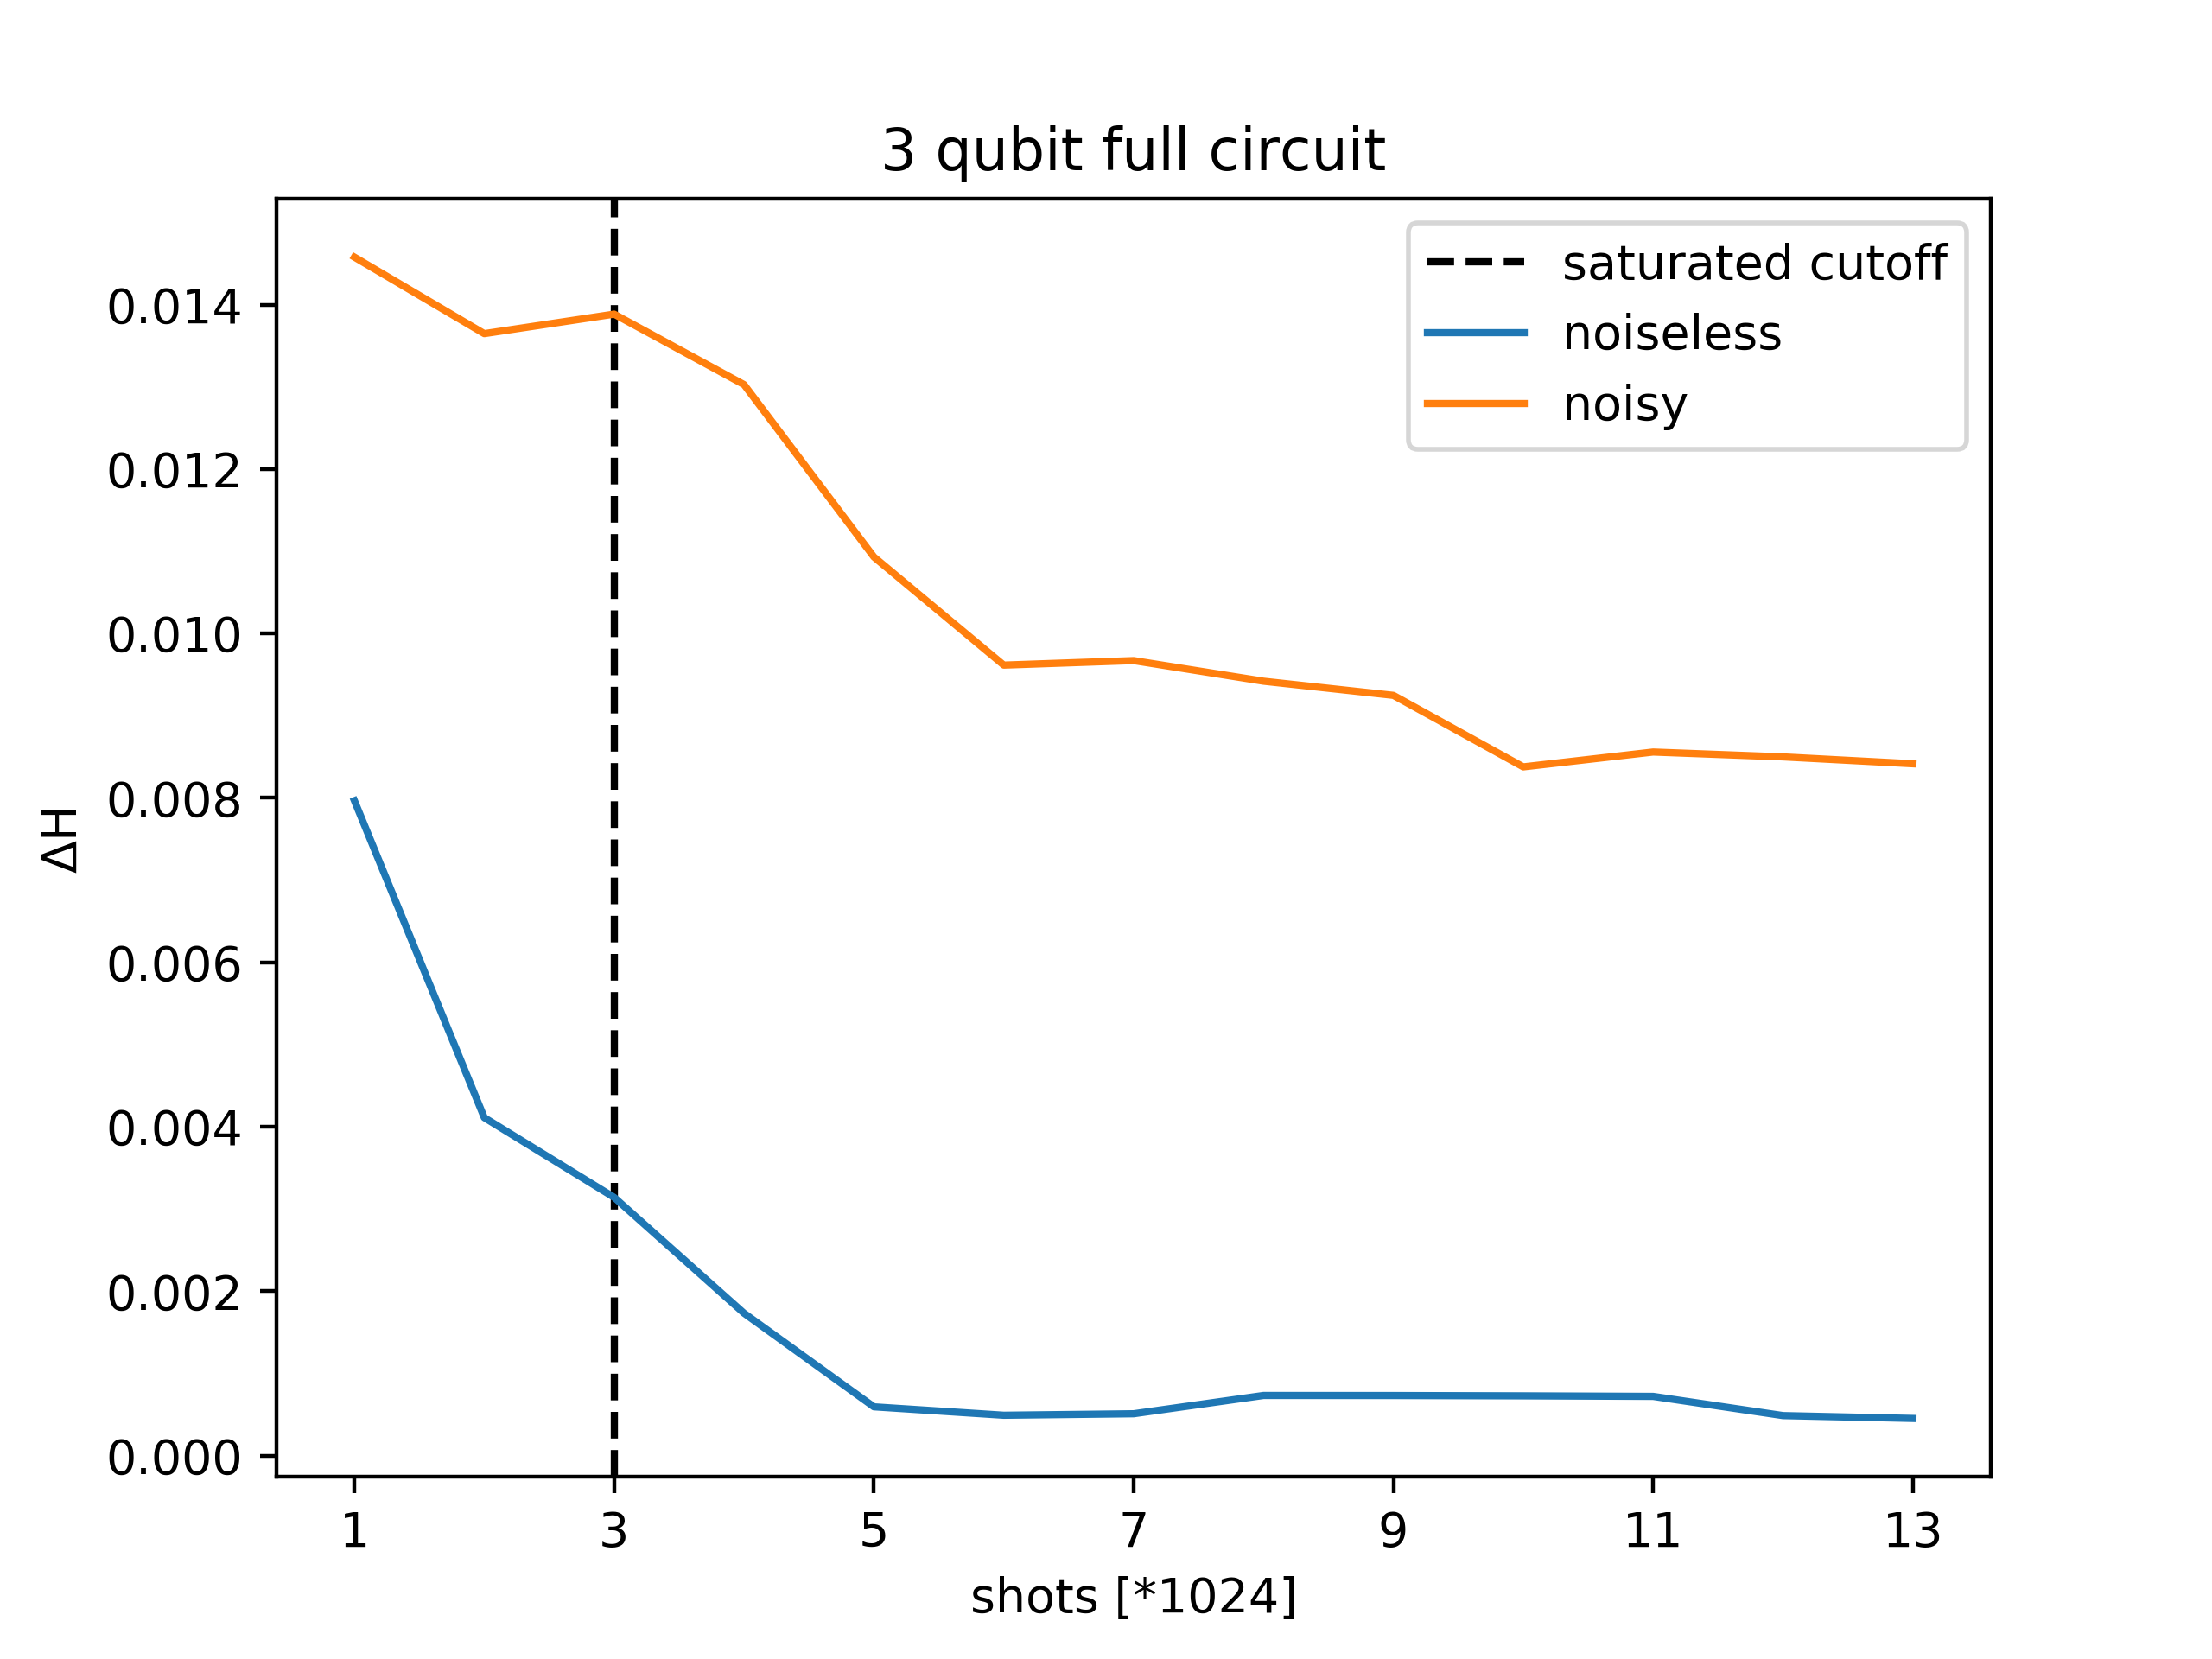 3 qubit full circuit
saturated cutoff
noiseless
noisy
0.014
0.012
0.010
0.008
0.006
0.004
0.002
0.000
ΔH
1 3 5 7 9 11 13
shots [*1024]